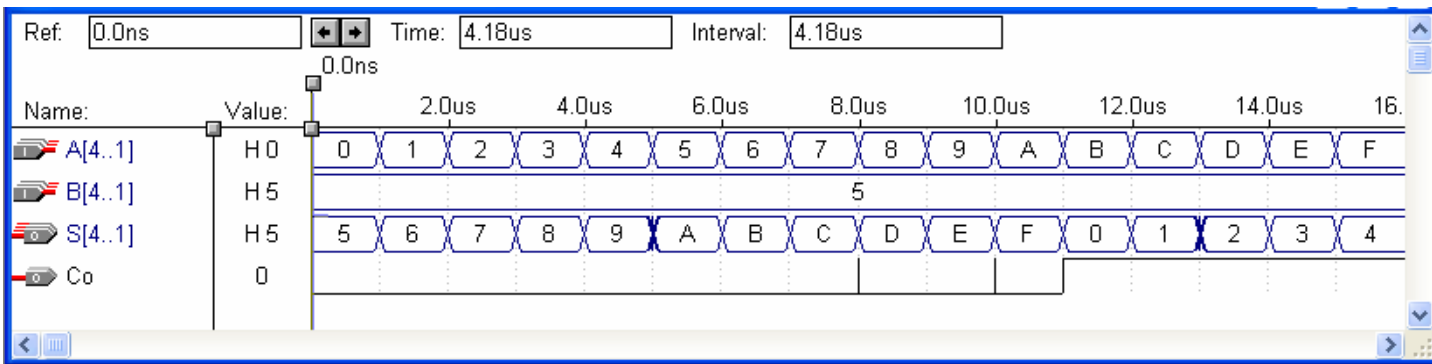 Ref: 0.0ns Time: 4.18us Interval: 4.18us
0.0ns
Name: Value: 2.0us 4.0us 6.0us 8.0us 10.0us 12.0us 14.0us 16.
A[4..1] H 0 0 1 2 3 4 5 6 7 8 9 A B C D E F
B[4..1] H 5 5
S[4..1] H 5 5 6 7 8 9 A B C D E F 0 1 2 3 4
Co 0